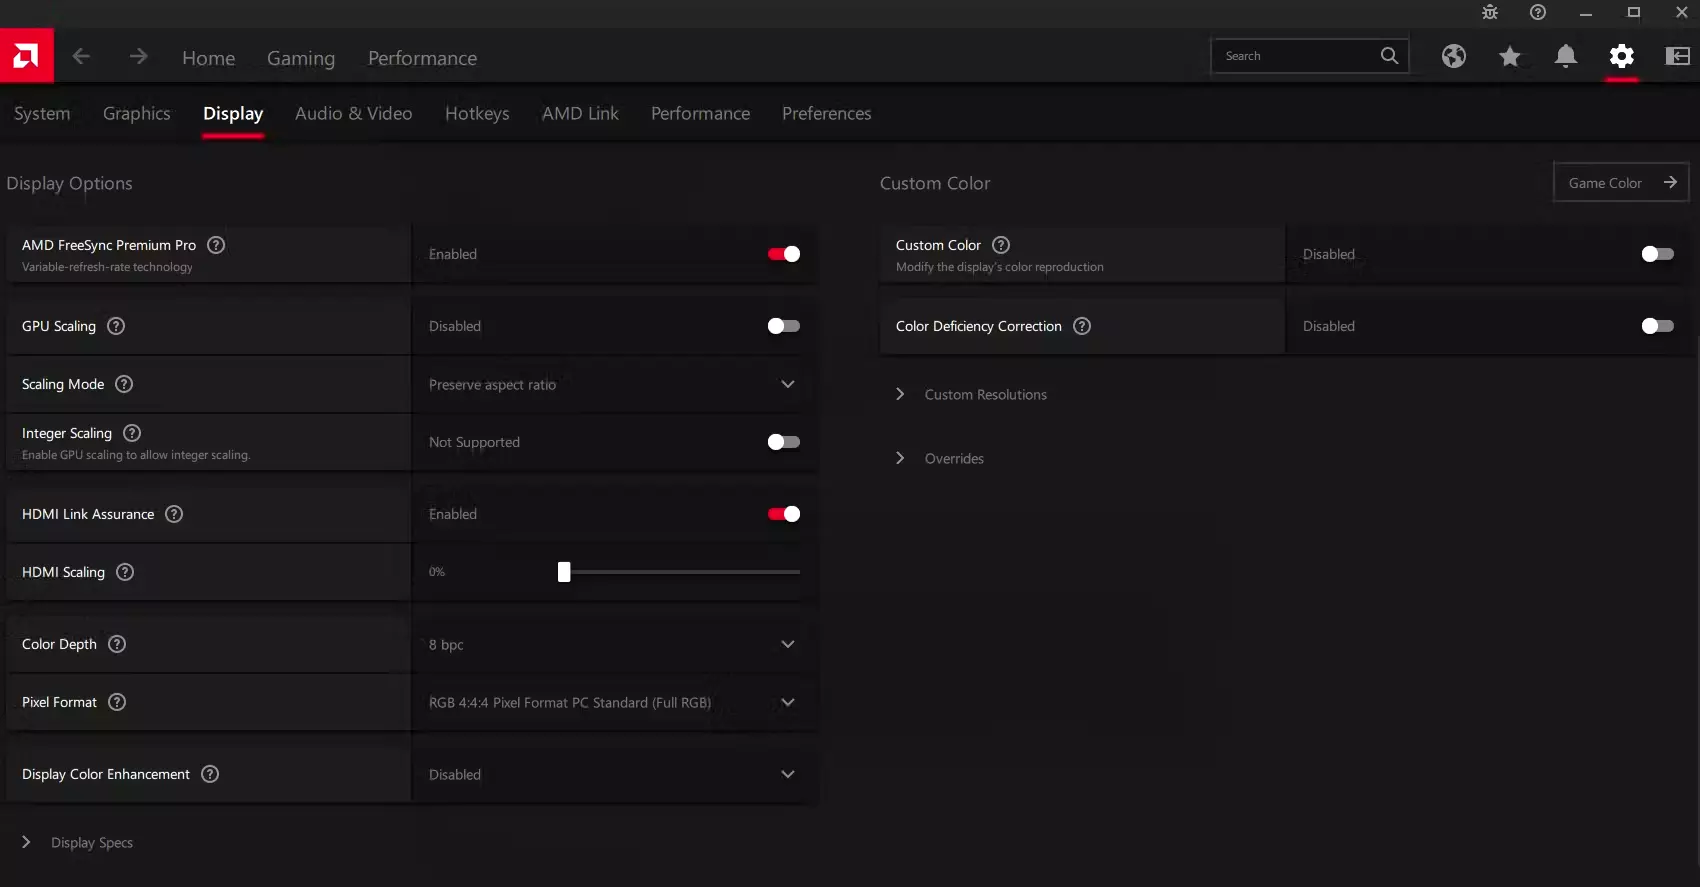 Home Gaming Performance Search
System Graphics Display Audio & Video Hotkeys AMD Link Performance Preferences
Display Options
AMD FreeSync Premium Pro
Variable-refresh-rate technology
Enabled
GPU Scaling
Disabled
Scaling Mode
Preserve aspect ratio
Integer Scaling
Enable GPU scaling to allow integer scaling.
Not Supported
HDMI Link Assurance
Enabled
HDMI Scaling
0%
Color Depth
8 bpc
Pixel Format
RGB 4:4:4 Pixel Format PC Standard (Full RGB)
Display Color Enhancement
Disabled
Display Specs
Custom Color
Game Color
Custom Color
Modify the display's color reproduction
Disabled
Color Deficiency Correction
Disabled
Custom Resolutions
Overrides